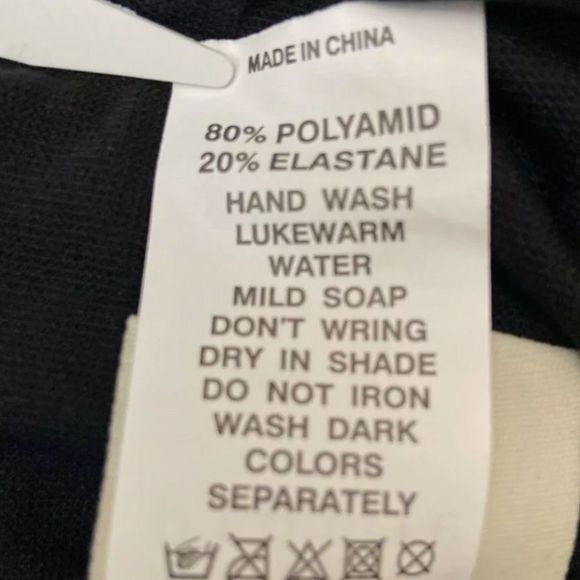 MADE IN CHINA
80% POLYAMID
20% ELASTANE
HAND WASH
LUKEWARM
WATER
MILD SOAP
DON'T WRING
DRY IN SHADE
DO NOT IRON
WASH DARK
COLORS
SEPARATELY